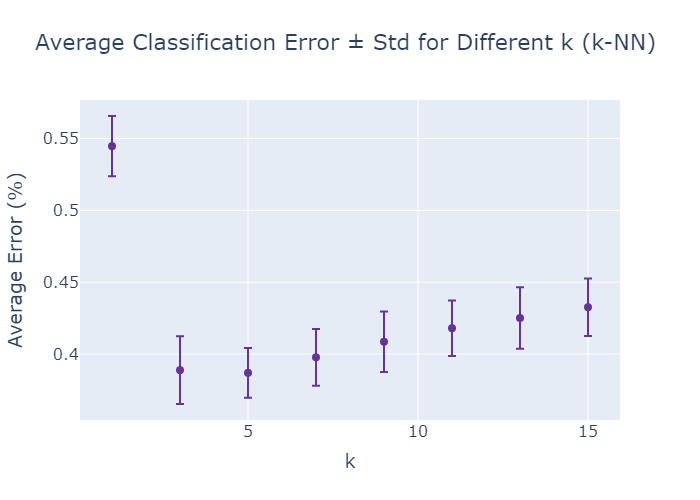 Average Classification Error ± Std for Different k (k-NN)
Average Error (%)
0.55
0.5
0.45
0.4
5
10
15
k